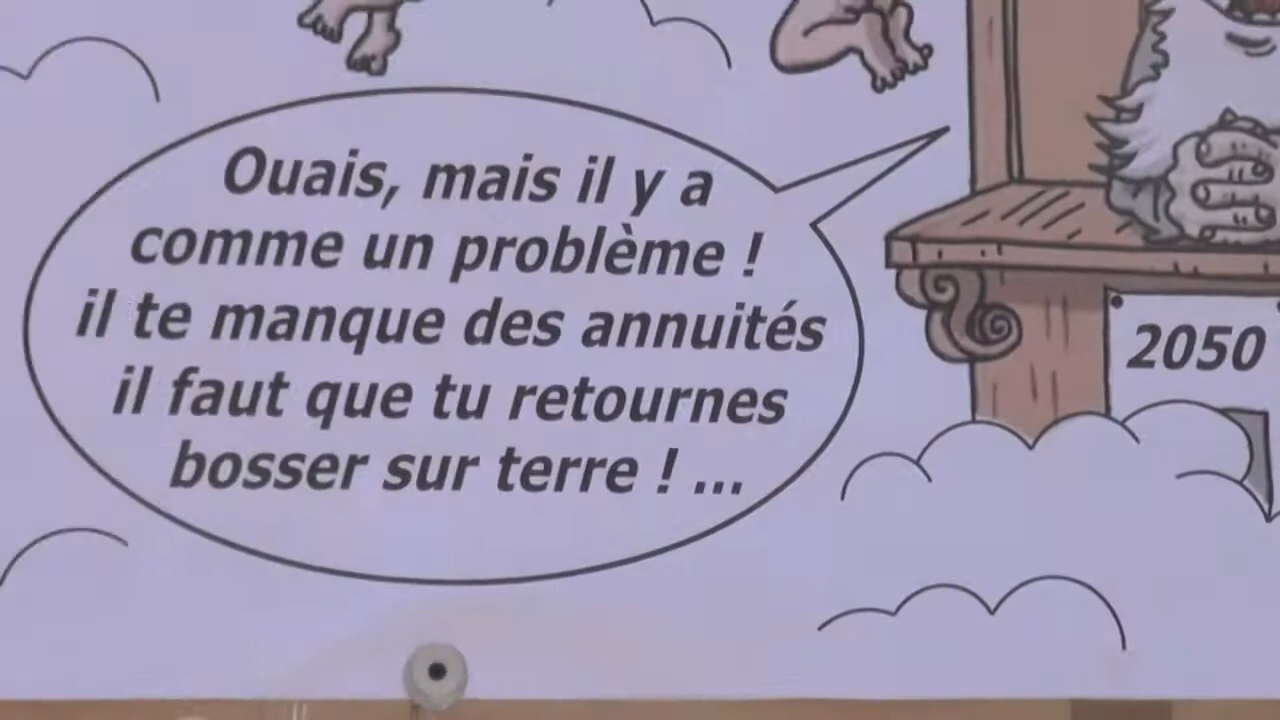 Ouais, mais il y a
comme un problème !
il te manque des annuités
il faut que tu retournes
bosser sur terre ! ...
2050